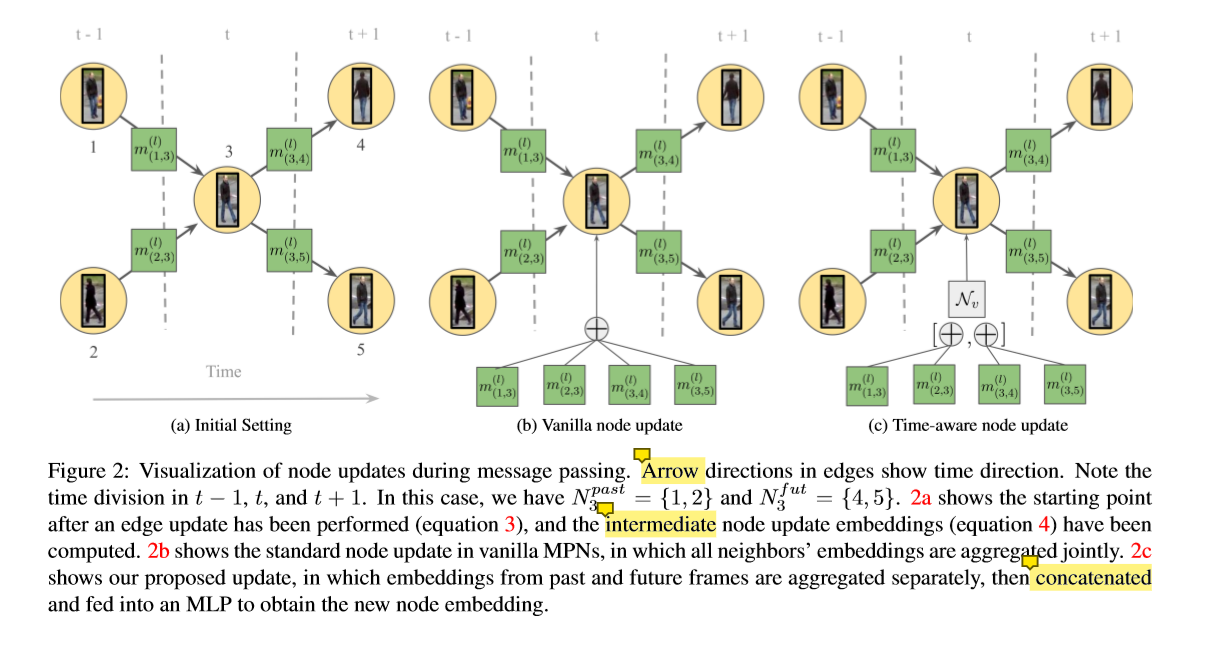 t - 1 t t + 1 t - 1 t t + 1 t - 1 t t + 1
m^{(l)}_{(1,3)} m^{(l)}_{(3,4)} m^{(l)}_{(1,3)} m^{(l)}_{(3,4)} m^{(l)}_{(1,3)} m^{(l)}_{(3,4)}
1 3 4
m^{(l)}_{(2,3)} m^{(l)}_{(3,5)} m^{(l)}_{(2,3)} m^{(l)}_{(3,5)} m^{(l)}_{(2,3)} m^{(l)}_{(3,5)}
𝒩_v
[⊕, ⊕]
⊕
2 5
Time
m^{(l)}_{(1,3)} m^{(l)}_{(2,3)} m^{(l)}_{(3,4)} m^{(l)}_{(3,5)} m^{(l)}_{(1,3)} m^{(l)}_{(2,3)} m^{(l)}_{(3,4)} m^{(l)}_{(3,5)}
(a) Initial Setting (b) Vanilla node update (c) Time-aware node update
Figure 2: Visualization of node updates during message passing. Arrow directions in edges show time direction. Note the
time division in t − 1, t, and t + 1. In this case, we have N_3^{past} = {1, 2} and N_3^{fut} = {4, 5}. 2a shows the starting point
after an edge update has been performed (equation 3), and the intermediate node update embeddings (equation 4) have been
computed. 2b shows the standard node update in vanilla MPNs, in which all neighbors' embeddings are aggregated jointly. 2c
shows our proposed update, in which embeddings from past and future frames are aggregated separately, then concatenated
and fed into an MLP to obtain the new node embedding.